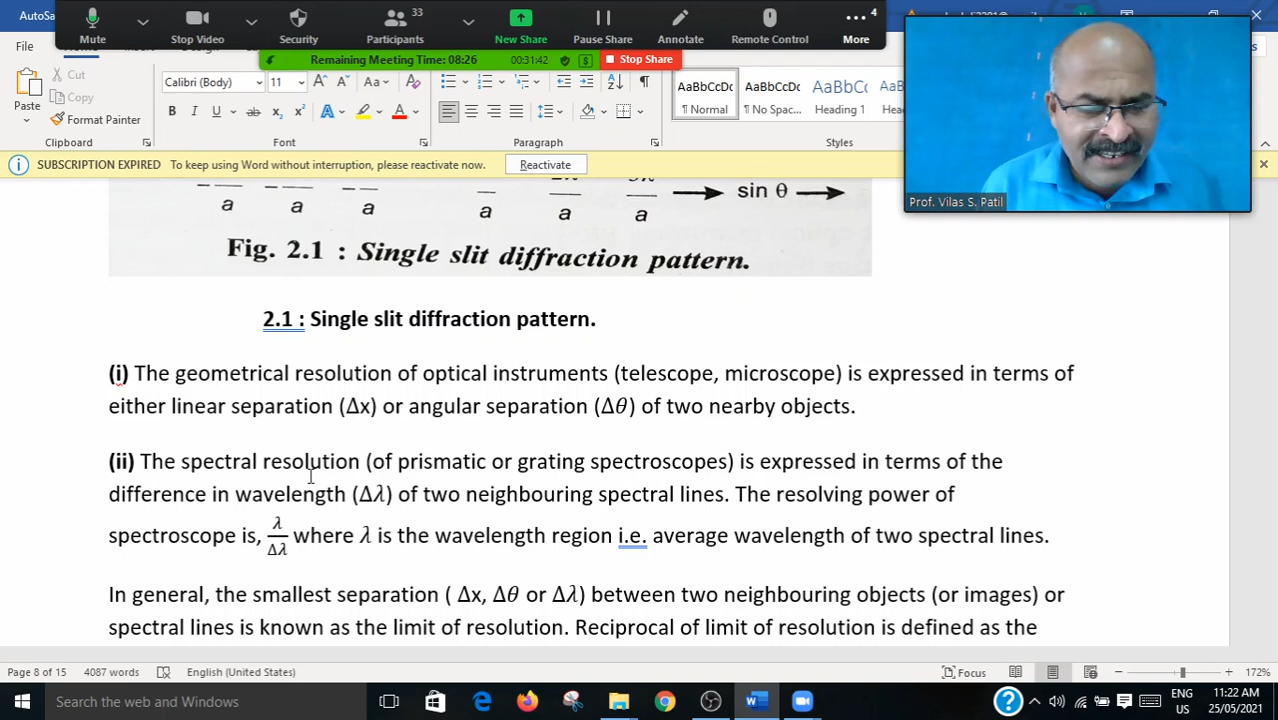 AutoSa
33
4
Mute
Stop Video
Security
Participants
New Share
Pause Share
Annotate
Remote Control
More
Remaining Meeting Time: 08:26
00:31:42
Stop Share
File
Home
Cut
Copy
Format Painter
Paste
Calibri (Body)
11
Clipboard
Font
Paragraph
Styles
AaBbCcDc
AaBbCcDc
AaBbCc
¶ Normal
¶ No Spac...
Heading 1
SUBSCRIPTION EXPIRED To keep using Word without interruption, please reactivate now.
Reactivate
Prof. Vilas S. Patil
a a a a a a
sin θ
Fig. 2.1 : Single slit diffraction pattern.
2.1 : Single slit diffraction pattern.
(i) The geometrical resolution of optical instruments (telescope, microscope) is expressed in terms of
either linear separation (Δx) or angular separation (Δθ) of two nearby objects.
(ii) The spectral resolution (of prismatic or grating spectroscopes) is expressed in terms of the
difference in wavelength (Δλ) of two neighbouring spectral lines. The resolving power of
spectroscope is, λ/Δλ where λ is the wavelength region i.e. average wavelength of two spectral lines.
In general, the smallest separation ( Δx, Δθ or Δλ) between two neighbouring objects (or images) or
spectral lines is known as the limit of resolution. Reciprocal of limit of resolution is defined as the
Page 8 of 15
4087 words
English (United States)
Focus
172%
Search the web and Windows
ENG
US
11:22 AM
25/05/2021